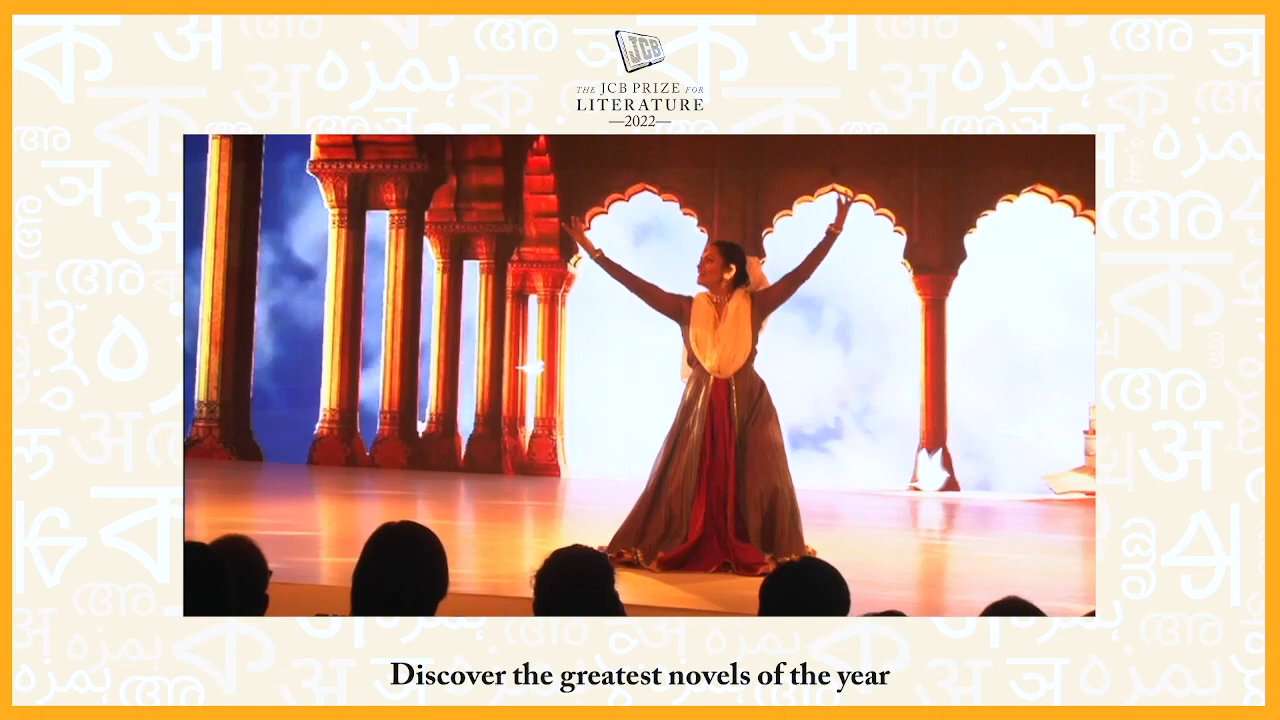 JCB
THE JCB PRIZE FOR
LITERATURE
—2022—
Discover the greatest novels of the year